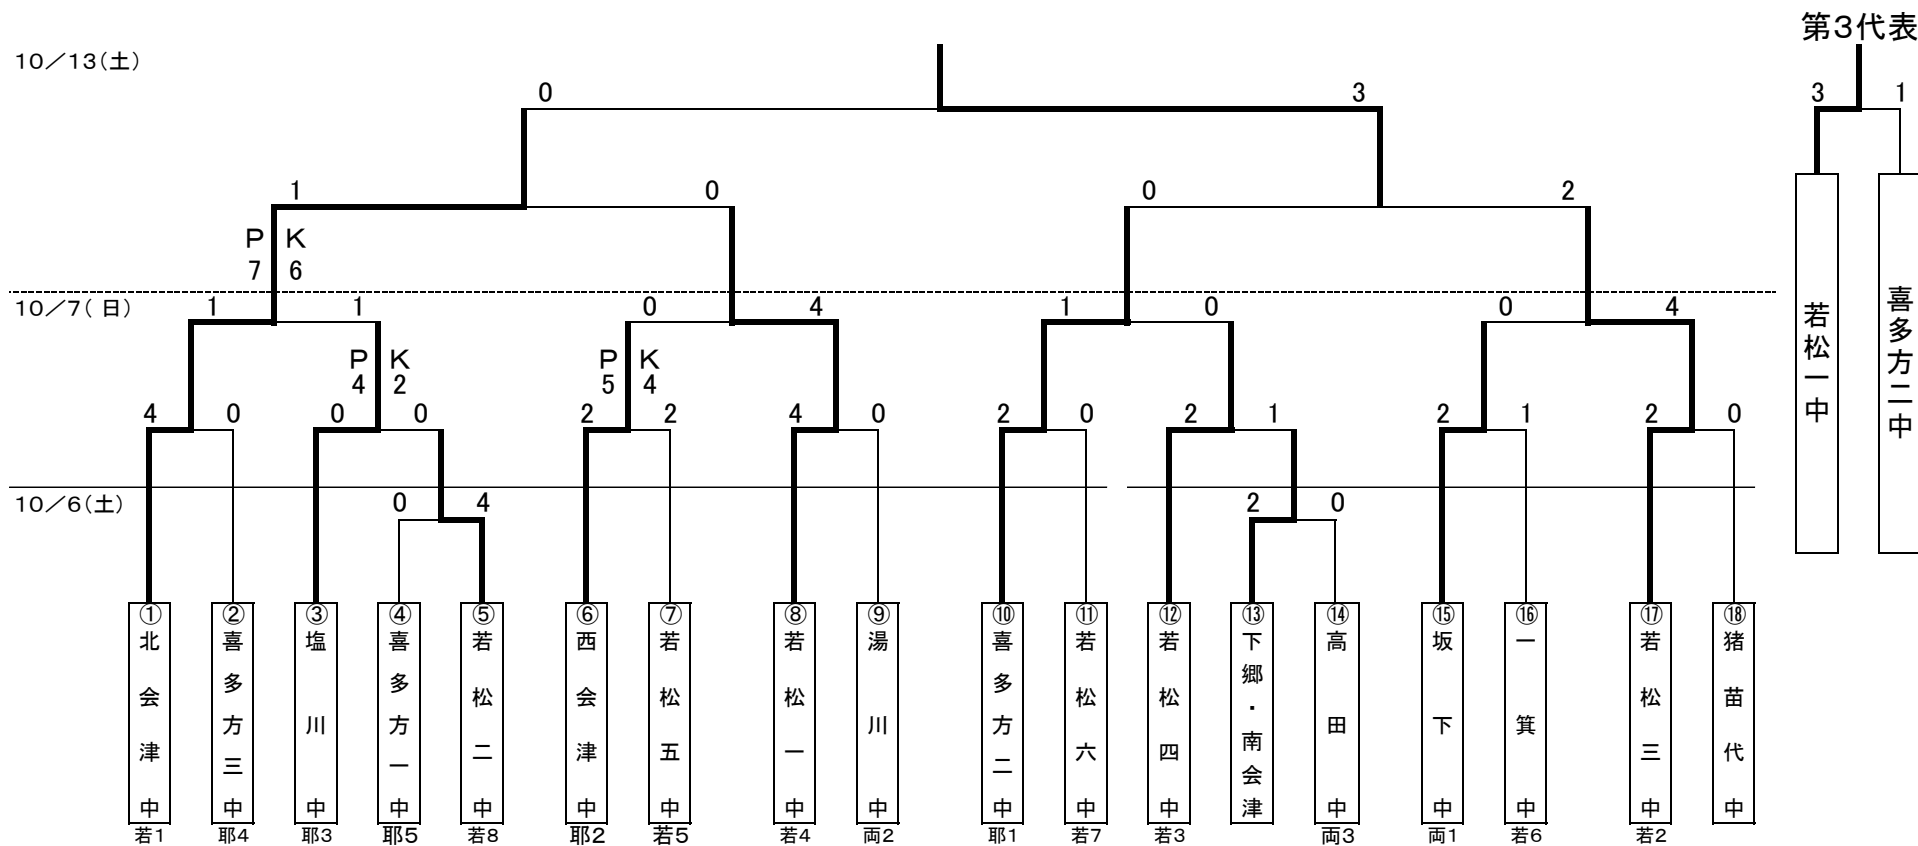 第3代表
10／13(土)
0 3 3 1
1 0 0 2
P K
7 6
10／7( 日)
1 1 0 4 1 0 0 4
P K P K
4 2 5 4
4 0 0 0 2 2 4 0 2 0 2 1 2 1 2 0
10／6(土)
0 4 2 0
若松一中
喜多方二中
①北会津中
②喜多方三中
③塩川中
④喜多方一中
⑤若松二中
⑥西会津中
⑦若松五中
⑧若松一中
⑨湯川中
⑩喜多方二中
⑪若松六中
⑫若松四中
⑬下郷・南会津
⑭高田中
⑮坂下中
⑯一箕中
⑰若松三中
⑱猪苗代中
若1 耶4 耶3 耶5 若8 耶2 若5 若4 両2 耶1 若7 若3 両3 両1 若6 若2